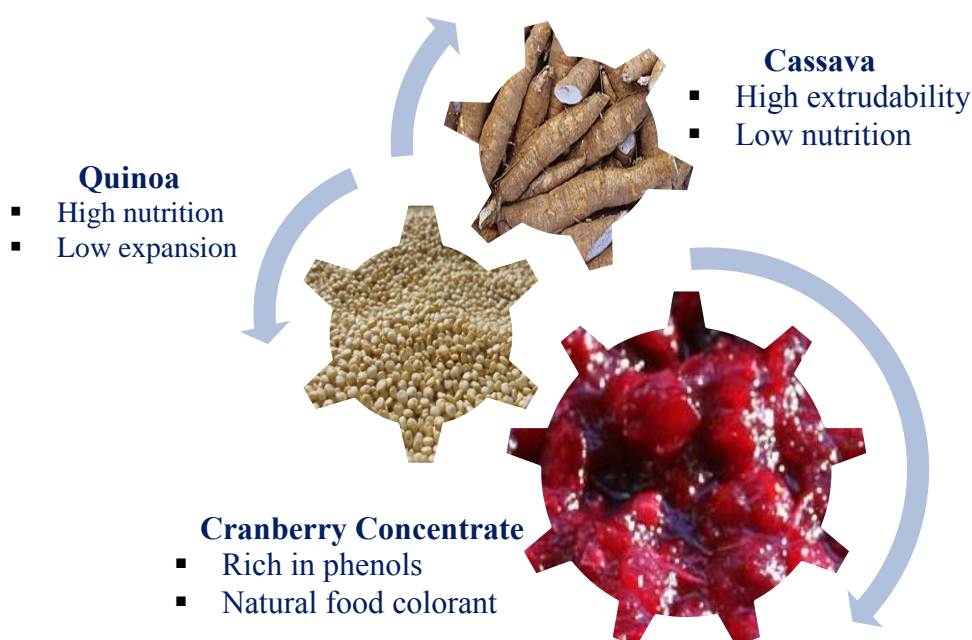 Cassava
▪ High extrudability
▪ Low nutrition
Quinoa
▪ High nutrition
▪ Low expansion
Cranberry Concentrate
▪ Rich in phenols
▪ Natural food colorant